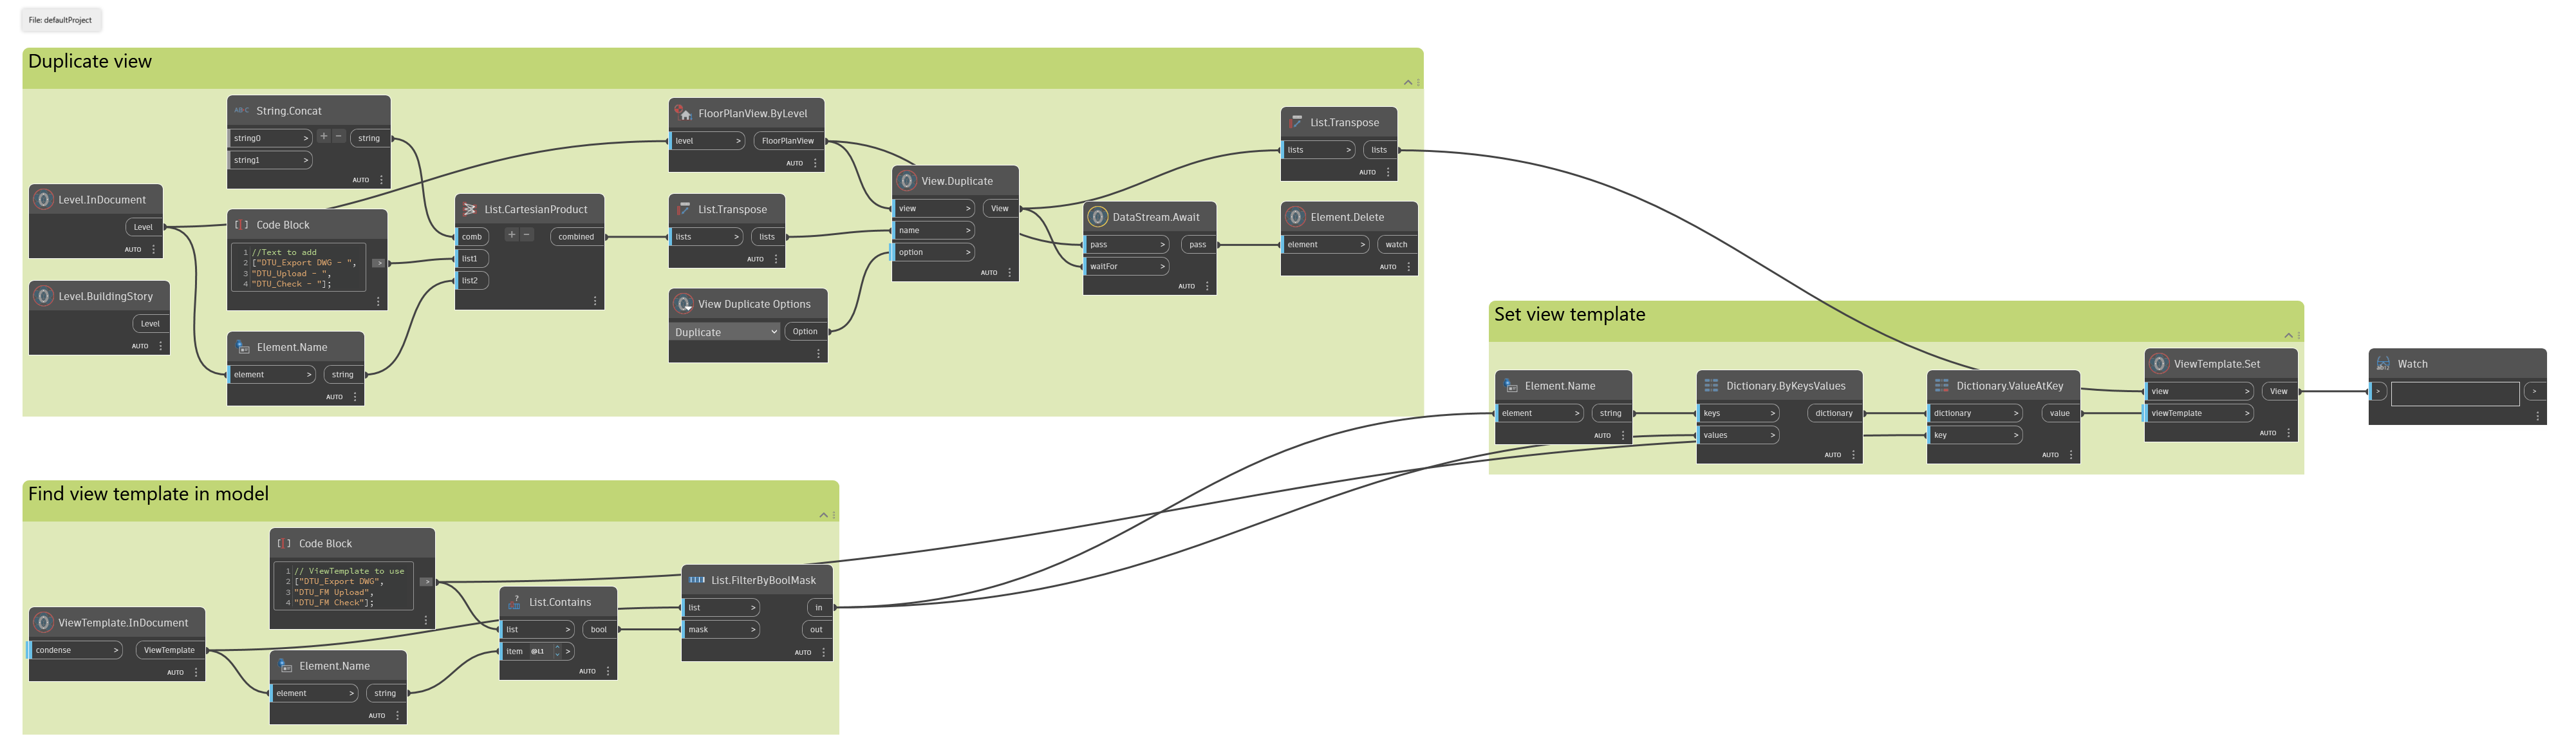 File: defaultProject
Duplicate view
String.Concat
string0 >
+ -
string
string1 >
AUTO
Level.InDocument
Level
AUTO
Level.BuildingStory
Level
AUTO
Code Block
1 //Text to add
2 ["DTU_Export DWG - ",
3 "DTU_Upload - ",
4 "DTU_Check - "];
>
Element.Name
element >
string
AUTO
List.CartesianProduct
comb
+ -
combined
list1
list2
FloorPlanView.ByLevel
level >
FloorPlanView
AUTO
List.Transpose
lists >
lists
AUTO
View Duplicate Options
Duplicate
Option
View.Duplicate
view >
View
name >
option >
AUTO
DataStream.Await
pass >
pass
waitFor >
AUTO
List.Transpose
lists >
lists
AUTO
Element.Delete
element >
watch
AUTO
Set view template
Element.Name
element >
string
AUTO
Dictionary.ByKeysValues
keys >
dictionary
values >
AUTO
Dictionary.ValueAtKey
dictionary >
value
key >
AUTO
ViewTemplate.Set
view >
View
viewTemplate >
AUTO
Watch
>
>
Find view template in model
Code Block
1 // ViewTemplate to use
2 ["DTU_Export DWG",
3 "DTU_FM Upload",
4 "DTU_FM Check"];
>
ViewTemplate.InDocument
condense >
ViewTemplate
AUTO
Element.Name
element >
string
AUTO
List.Contains
list >
bool
item @L1 >
AUTO
List.FilterByBoolMask
list >
in
mask >
out
AUTO